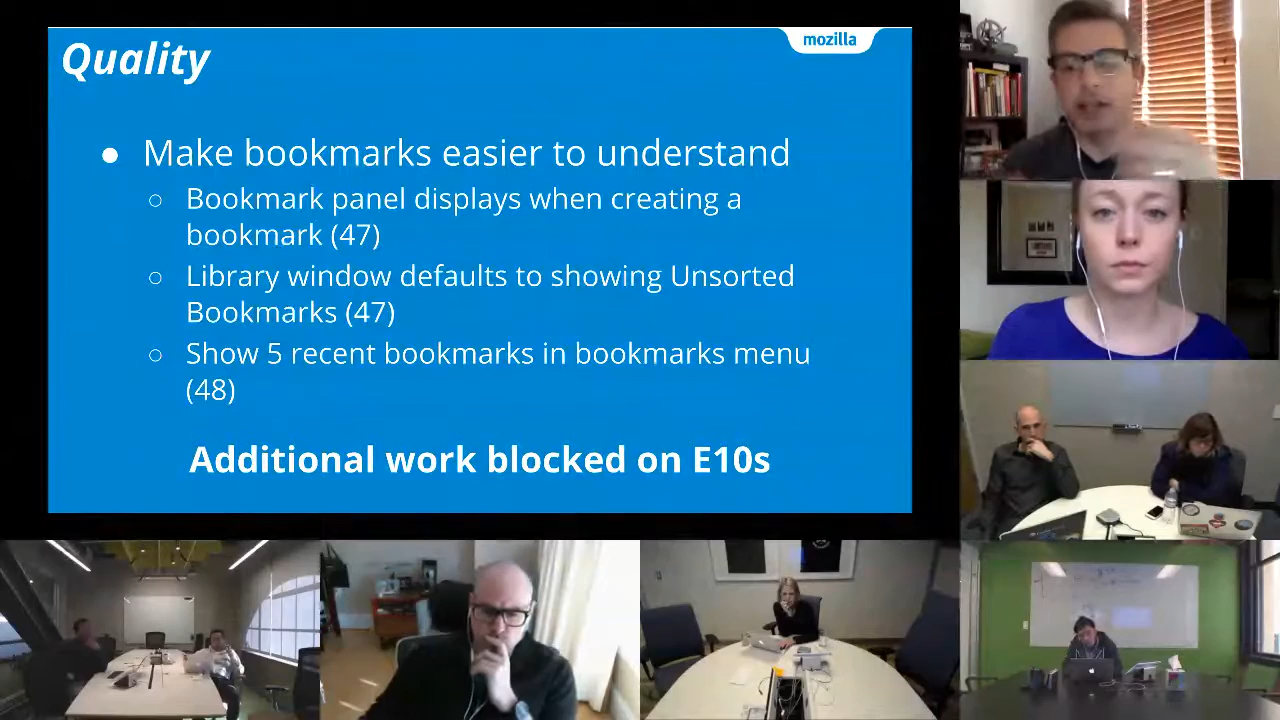 Quality
mozilla
● Make bookmarks easier to understand
○ Bookmark panel displays when creating a
bookmark (47)
○ Library window defaults to showing Unsorted
Bookmarks (47)
○ Show 5 recent bookmarks in bookmarks menu
(48)
Additional work blocked on E10s